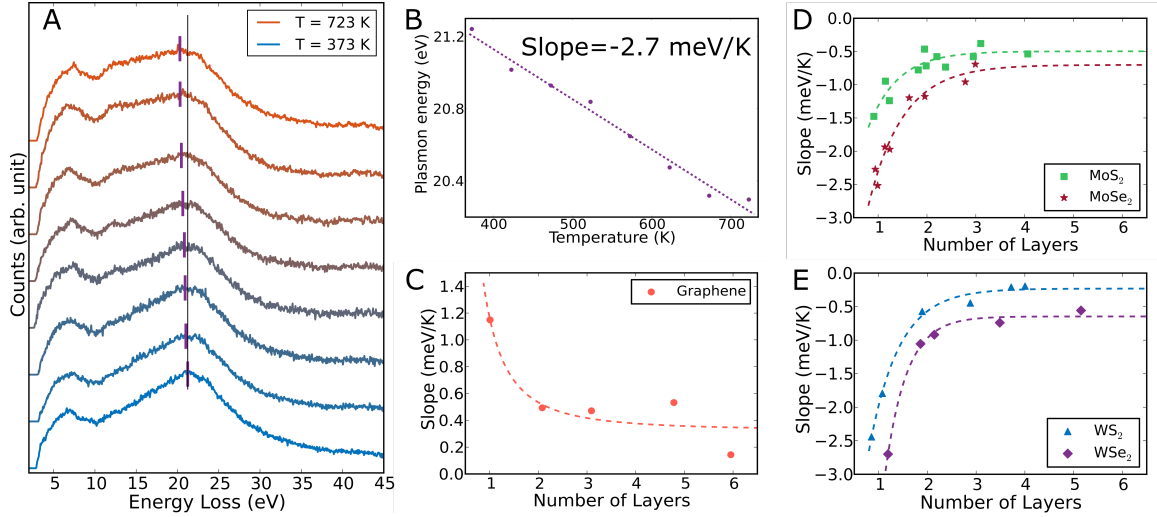 A
T = 723 K
T = 373 K
Counts (arb. unit)
5 10 15 20 25 30 35 40 45
Energy Loss (eV)
B
Slope=-2.7 meV/K
Plasmon energy (eV)
21.2
20.8
20.4
400 500 600 700
Temperature (K)
C
Graphene
Slope (meV/K)
1.4
1.2
1.0
0.8
0.6
0.4
0.2
0.0
1 2 3 4 5 6
Number of Layers
D
Slope (meV/K)
0.0
−0.5
−1.0
−1.5
−2.0
−2.5
−3.0
MoS₂
MoSe₂
1 2 3 4 5 6
Number of Layers
E
Slope (meV/K)
0.0
−0.5
−1.0
−1.5
−2.0
−2.5
−3.0
WS₂
WSe₂
1 2 3 4 5 6
Number of Layers